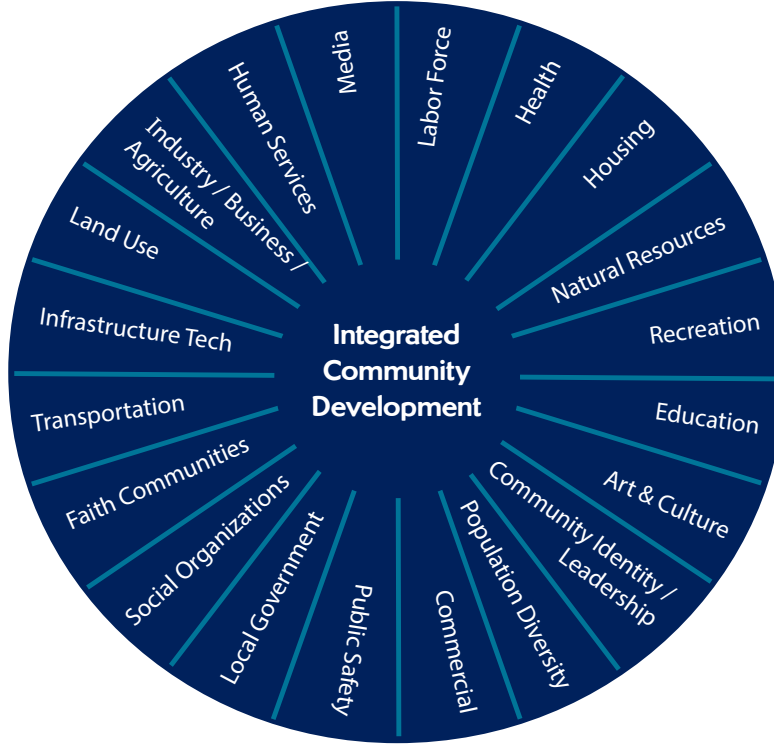 Integrated
Community
Development
Labor Force
Health
Housing
Natural Resources
Recreation
Education
Art & Culture
Community Identity /
Leadership
Population Diversity
Commercial
Public Safety
Local Government
Social Organizations
Faith Communities
Transportation
Infrastructure Tech
Land Use
Industry / Business /
Agriculture
Human Services
Media